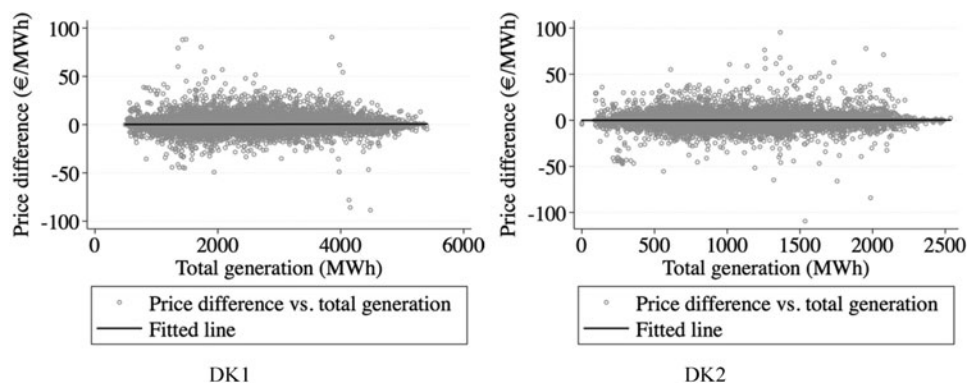 Price difference (€/MWh)
100
50
0
-50
-100
0
2000
4000
6000
Total generation (MWh)
Price difference vs. total generation
Fitted line
DK1
Price difference (€/MWh)
100
50
0
-50
-100
0
500
1000
1500
2000
2500
Total generation (MWh)
Price difference vs. total generation
Fitted line
DK2